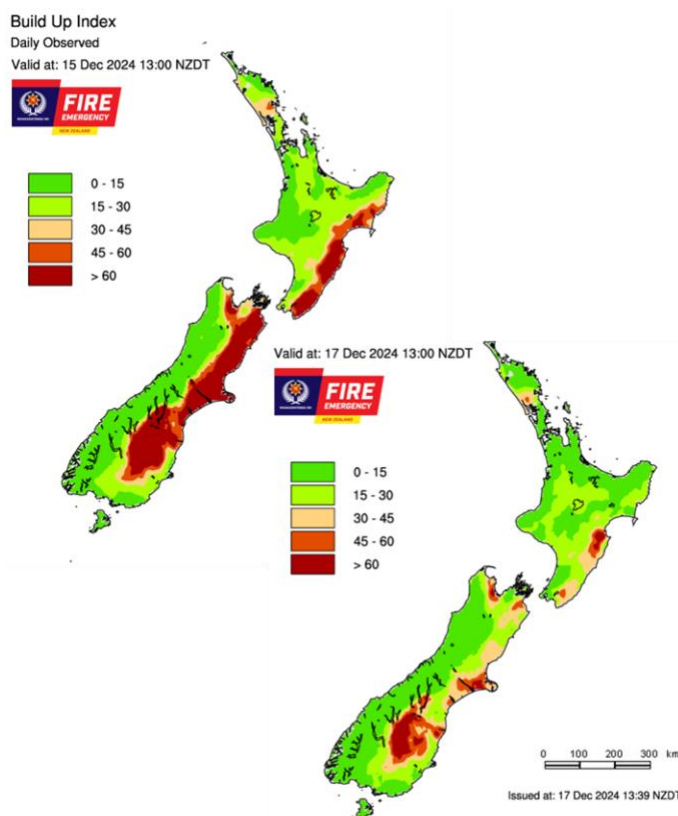 Build Up Index
Daily Observed
Valid at: 15 Dec 2024 13:00 NZDT
FIRE
EMERGENCY
NEW ZEALAND
0 - 15
15 - 30
30 - 45
45 - 60
> 60
Valid at: 17 Dec 2024 13:00 NZDT
FIRE
EMERGENCY
NEW ZEALAND
0 - 15
15 - 30
30 - 45
45 - 60
> 60
0 100 200 300 km
Issued at: 17 Dec 2024 13:39 NZDT